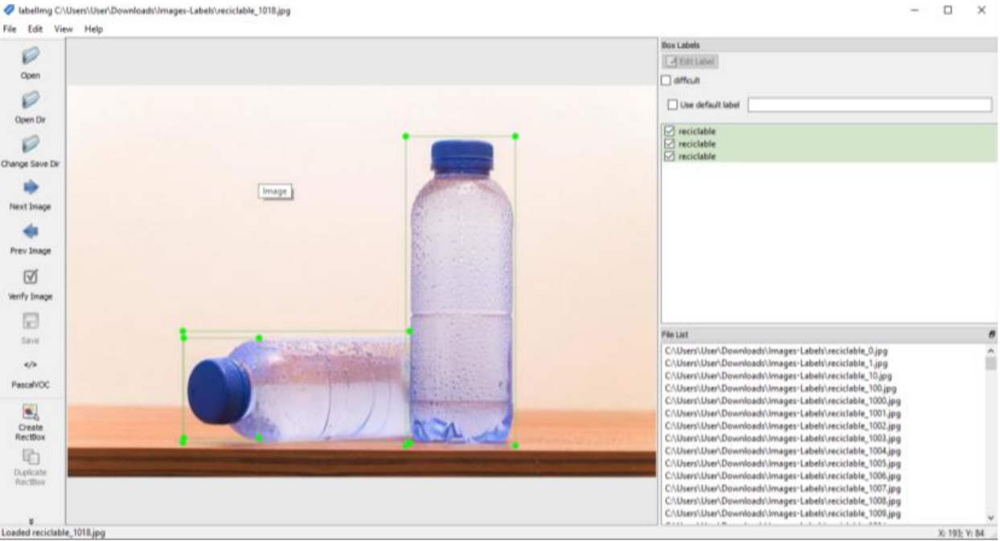 labelImg C:\Users\User\Downloads\Images-Labels\reciclable_1018.jpg
File Edit View Help
Open
Open Dir
Change Save Dir
Next Image
Prev Image
Verify Image
Save
</>
PascalVOC
Create
RectBox
Duplicate
RectBox
Image
Box Labels
Edit Label
difficult
Use default label
reciclable
reciclable
reciclable
File List
C:\Users\User\Downloads\Images-Labels\reciclable_0.jpg
C:\Users\User\Downloads\Images-Labels\reciclable_1.jpg
C:\Users\User\Downloads\Images-Labels\reciclable_10.jpg
C:\Users\User\Downloads\Images-Labels\reciclable_100.jpg
C:\Users\User\Downloads\Images-Labels\reciclable_1000.jpg
C:\Users\User\Downloads\Images-Labels\reciclable_1001.jpg
C:\Users\User\Downloads\Images-Labels\reciclable_1002.jpg
C:\Users\User\Downloads\Images-Labels\reciclable_1003.jpg
C:\Users\User\Downloads\Images-Labels\reciclable_1004.jpg
C:\Users\User\Downloads\Images-Labels\reciclable_1005.jpg
C:\Users\User\Downloads\Images-Labels\reciclable_1006.jpg
C:\Users\User\Downloads\Images-Labels\reciclable_1007.jpg
C:\Users\User\Downloads\Images-Labels\reciclable_1008.jpg
C:\Users\User\Downloads\Images-Labels\reciclable_1009.jpg
Loaded reciclable_1018.jpg
X: 193; Y: 84